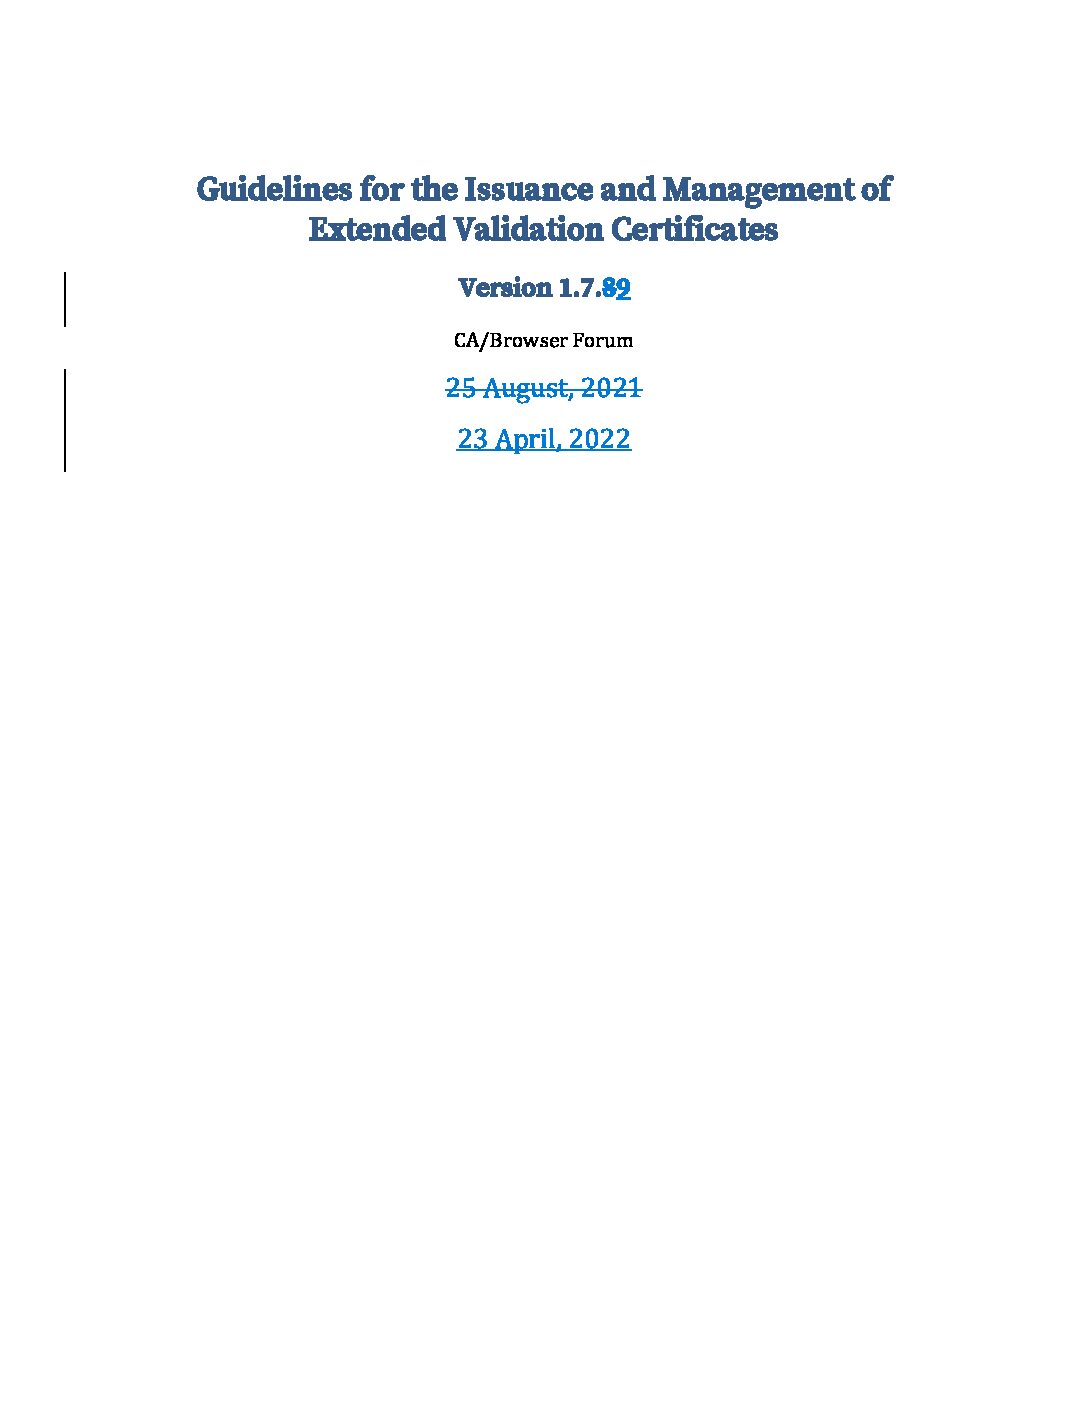 Guidelines for the Issuance and Management of
Extended Validation Certificates
Version 1.7.89
CA/Browser Forum
25 August, 2021
23 April, 2022